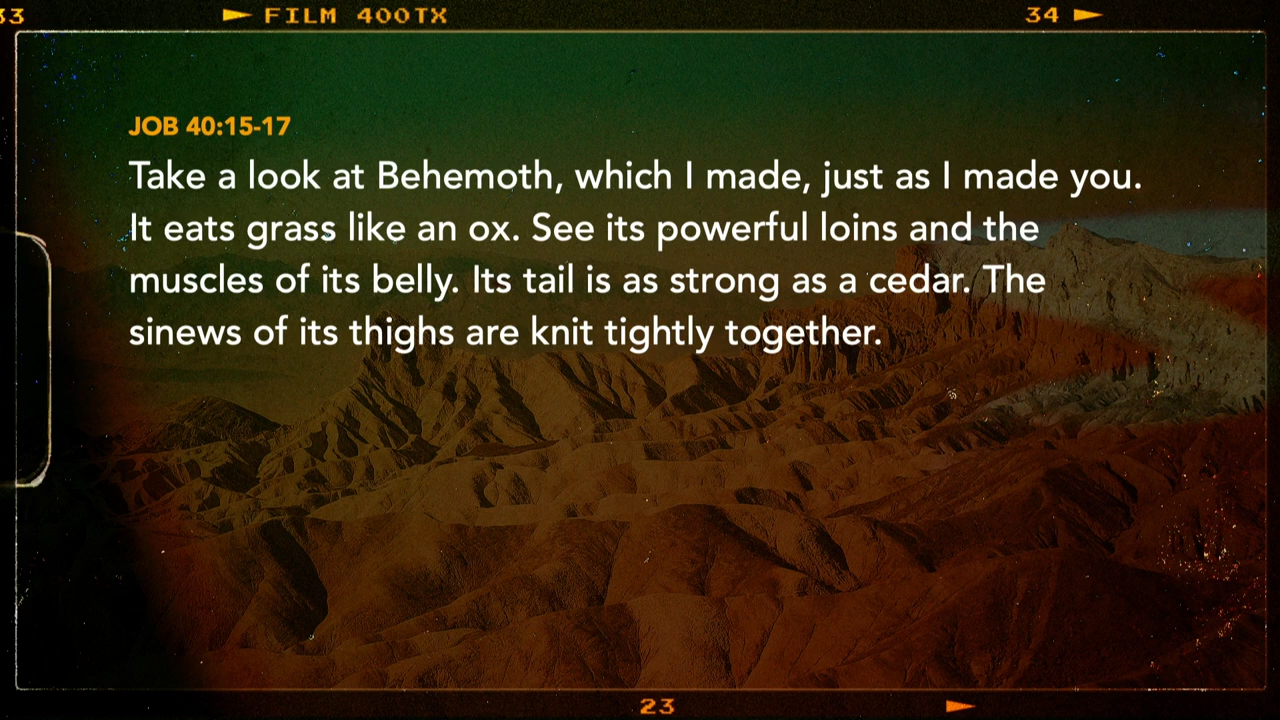 33 FILM 400TX 34
JOB 40:15-17
Take a look at Behemoth, which I made, just as I made you.
It eats grass like an ox. See its powerful loins and the
muscles of its belly. Its tail is as strong as a cedar. The
sinews of its thighs are knit tightly together.
23